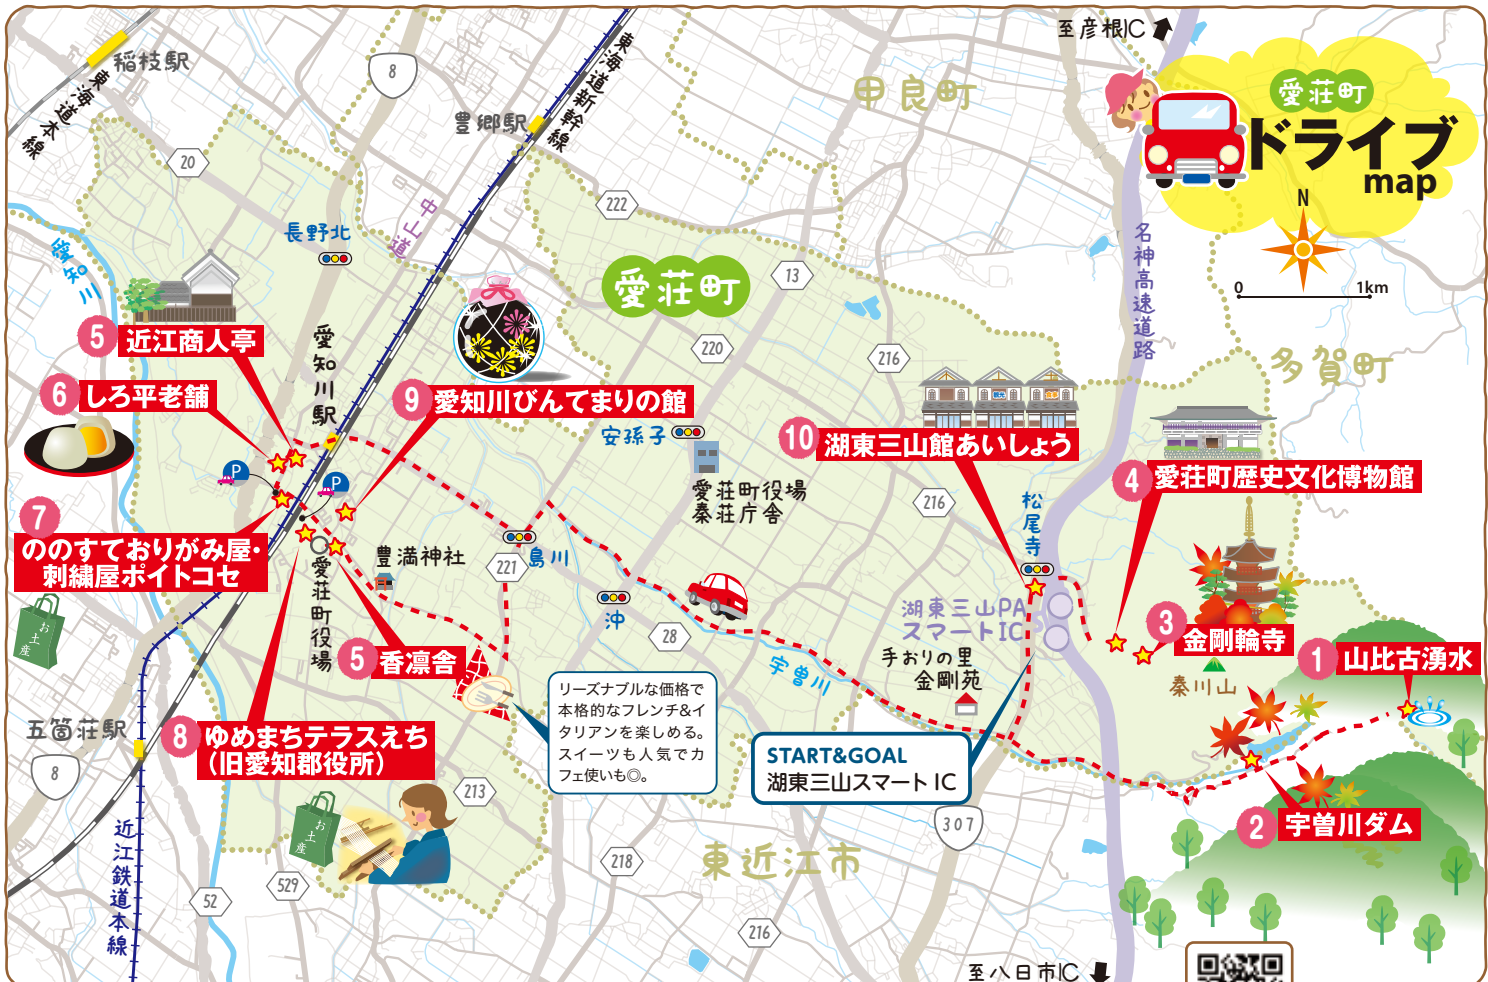 至彦根IC
愛荘町
ドライブ
map
N
0
1km
稲枝駅
東海道本線
8
豊郷駅
東海道新幹線
甲良町
20
222
中山道
長野北
愛知川
13
愛荘町
名神高速道路
多賀町
5 近江商人亭
愛知川駅
220
216
6 しろ平老舗
9 愛知川びんてまりの館
安孫子
10 湖東三山館あいしょう
4 愛荘町歴史文化博物館
愛荘町役場
秦荘庁舎
216
松尾寺
P
P
7
ののすておりがみ屋・
刺繍屋ポイトコセ
豊満神社
221
島川
愛荘町役場
沖
28
湖東三山PA
スマートIC
3 金剛輪寺
1 山比古湧水
秦川山
お土産
5 香凛舎
宇曽川
手おりの里
金剛苑
リーズナブルな価格で
本格的なフレンチ&イ
タリアンを楽しめる。
スイーツも人気でカ
フェ使いも◎。
五箇荘駅
8
8 ゆめまちテラスえち
(旧愛知郡役所)
START&GOAL
湖東三山スマートIC
213
307
2 宇曽川ダム
お土産
近江鉄道本線
東近江市
218
529
52
216
至八日市IC